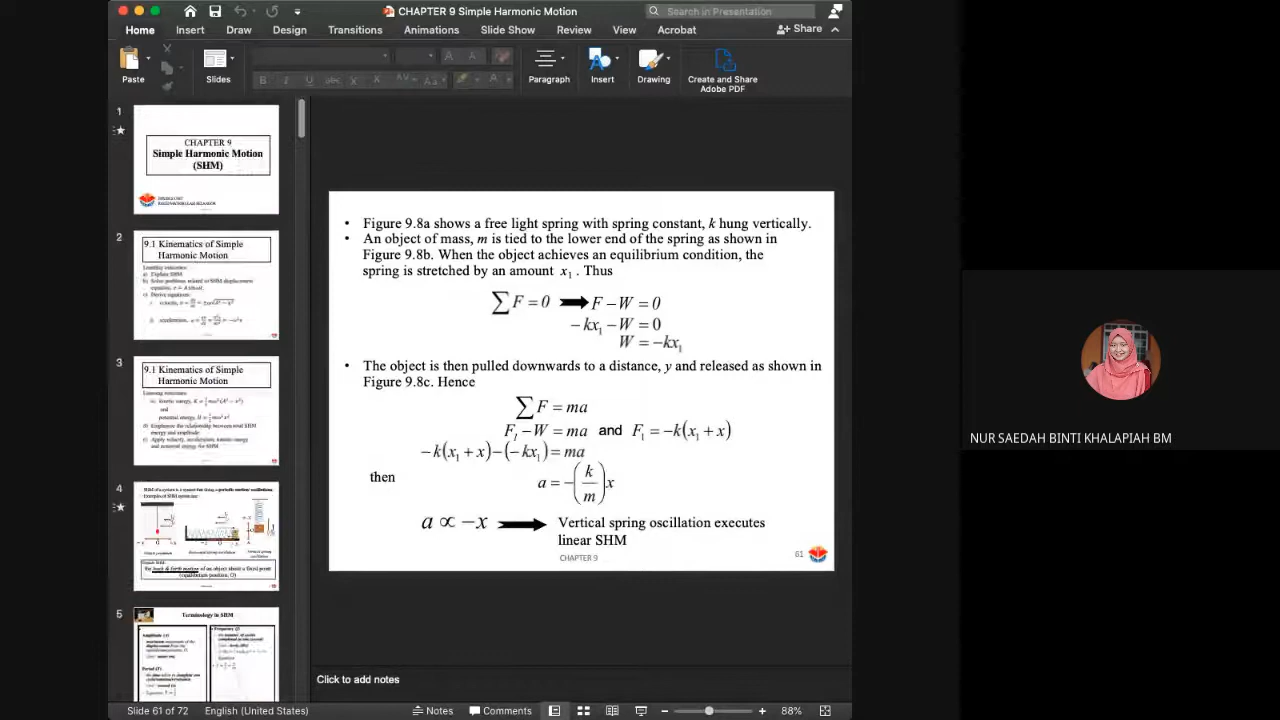 CHAPTER 9 Simple Harmonic Motion
Search in Presentation
Home Insert Draw Design Transitions Animations Slide Show Review View Acrobat Share
Paste Slides Paragraph Insert Drawing Create and Share Adobe PDF
1
CHAPTER 9
Simple Harmonic Motion
(SHM)
2
9.1 Kinematics of Simple
Harmonic Motion
3
9.1 Kinematics of Simple
Harmonic Motion
4
5
Terminology in SHM
• Figure 9.8a shows a free light spring with spring constant, k hung vertically.
• An object of mass, m is tied to the lower end of the spring as shown in
Figure 9.8b. When the object achieves an equilibrium condition, the
spring is stretched by an amount x₁ . Thus
∑F = 0 ➡ F − W = 0
−kx₁ − W = 0
W = −kx₁
• The object is then pulled downwards to a distance, y and released as shown in
Figure 9.8c. Hence
∑F = ma
F₁ − W = ma and F₁ = −k(x₁ + x)
−k(x₁ + x) − (−kx₁) = ma
then a = −(k/m)x
a ∝ −x ➡ Vertical spring oscillation executes
linear SHM
CHAPTER 9
61
NUR SAEDAH BINTI KHALAPIAH BM
Click to add notes
Slide 61 of 72 English (United States) Notes Comments 88%